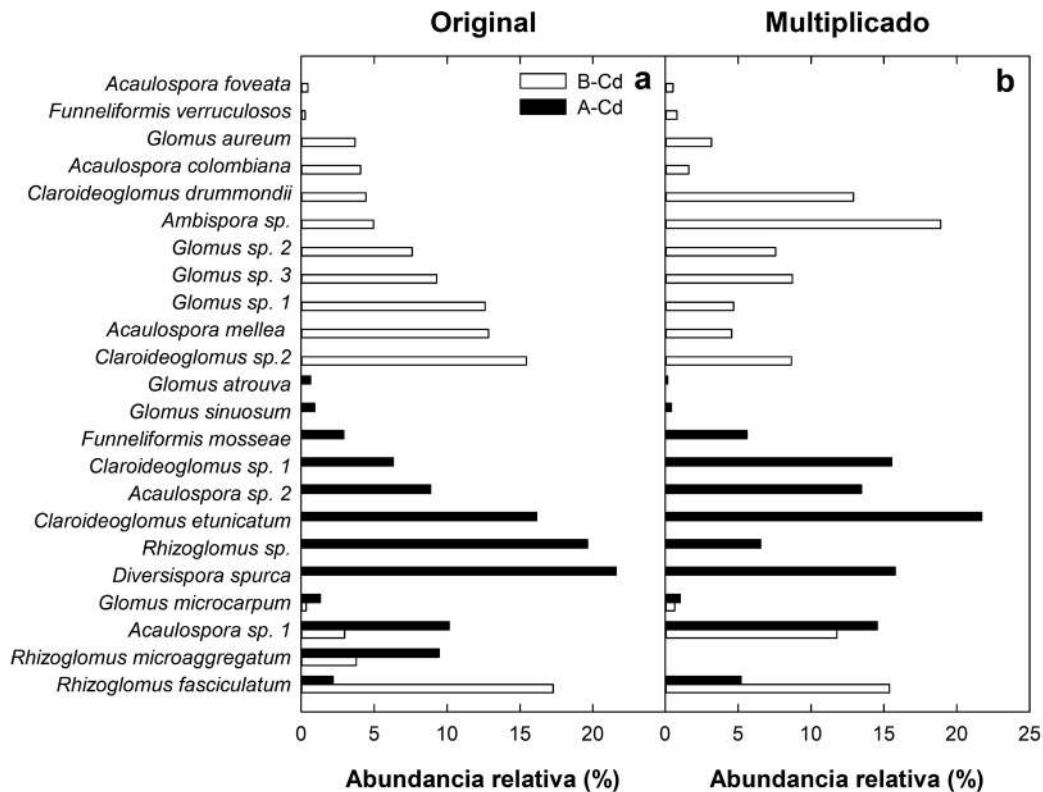 Original
Multiplicado
a
b
B-Cd
A-Cd
Acaulospora foveata
Funneliformis verruculosos
Glomus aureum
Acaulospora colombiana
Claroideoglomus drummondii
Ambispora sp.
Glomus sp. 2
Glomus sp. 3
Glomus sp. 1
Acaulospora mellea
Claroideoglomus sp.2
Glomus atrouva
Glomus sinuosum
Funneliformis mosseae
Claroideoglomus sp. 1
Acaulospora sp. 2
Claroideoglomus etunicatum
Rhizoglomus sp.
Diversispora spurca
Glomus microcarpum
Acaulospora sp. 1
Rhizoglomus microaggregatum
Rhizoglomus fasciculatum
0 5 10 15 20
0 5 10 15 20 25
Abundancia relativa (%)
Abundancia relativa (%)